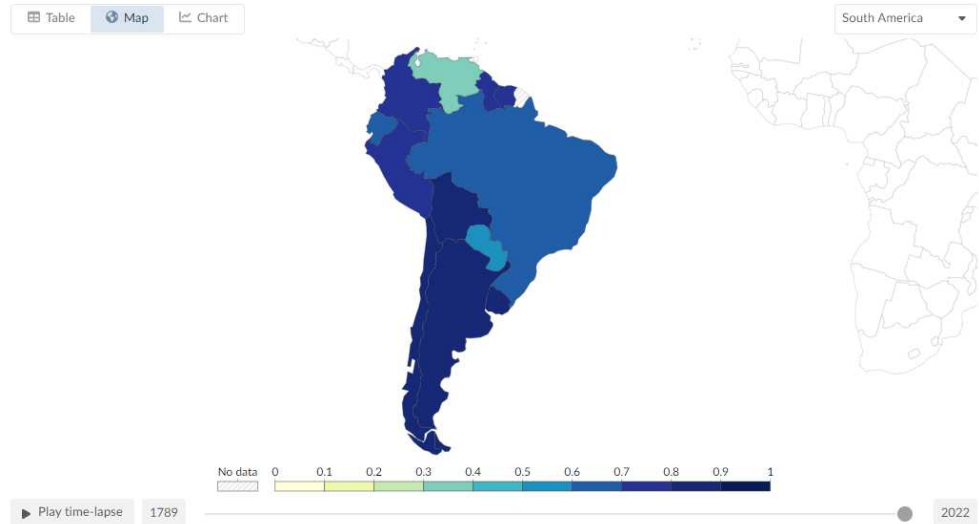 Table Map Chart South America
No data 0 0.1 0.2 0.3 0.4 0.5 0.6 0.7 0.8 0.9 1
Play time-lapse 1789 2022